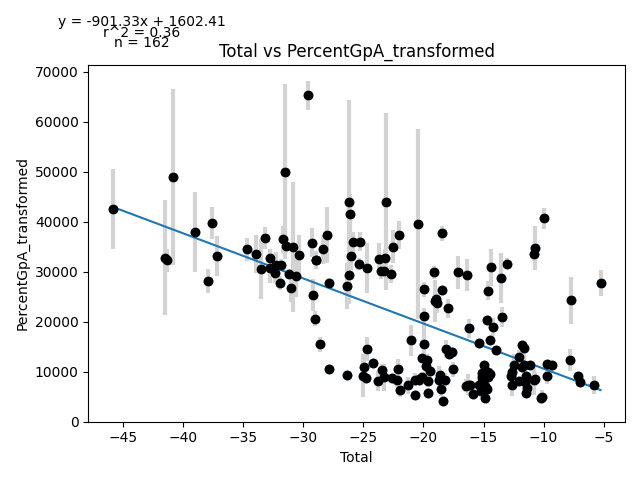 y = -901.33x + 1602.41
r^2 = 0.36
n = 162
Total vs PercentGpA_transformed
PercentGpA_transformed
70000
60000
50000
40000
30000
20000
10000
0
−45 −40 −35 −30 −25 −20 −15 −10 −5
Total